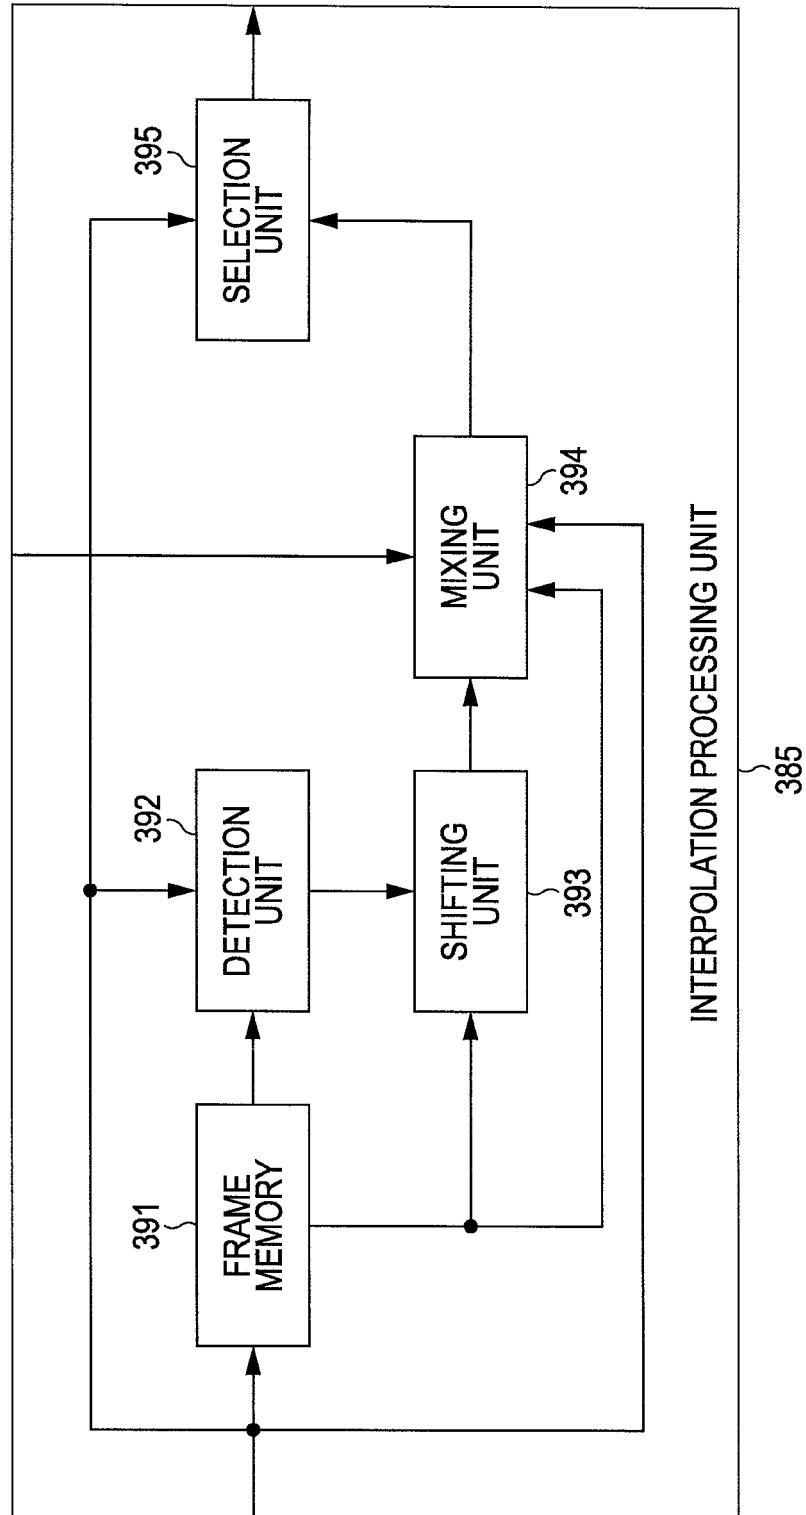 391
FRAME
MEMORY
392
DETECTION
UNIT
SHIFTING
UNIT
393
MIXING
UNIT
394
395
SELECTION
UNIT
INTERPOLATION PROCESSING UNIT
385